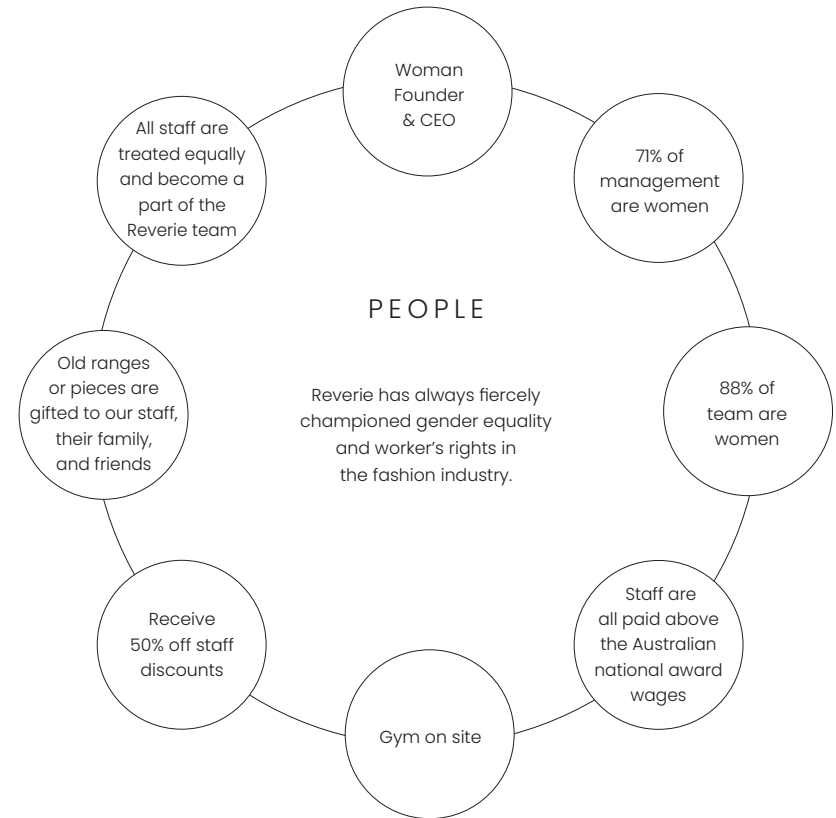 Woman
Founder
& CEO
71% of
management
are women
88% of
team are
women
Staff are
all paid above
the Australian
national award
wages
Gym on site
Receive
50% off staff
discounts
Old ranges
or pieces are
gifted to our staff,
their family,
and friends
All staff are
treated equally
and become a
part of the
Reverie team
PEOPLE
Reverie has always fiercely
championed gender equality
and worker’s rights in
the fashion industry.